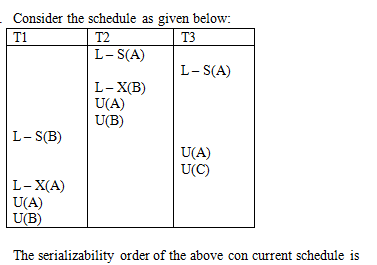 . Consider the schedule as given below:
T1 T2 T3
L – S(A)
L – S(A)
L – X(B)
U(A)
U(B)
L – S(B)
U(A)
U(C)
L – X(A)
U(A)
U(B)
The serializability order of the above con current schedule is